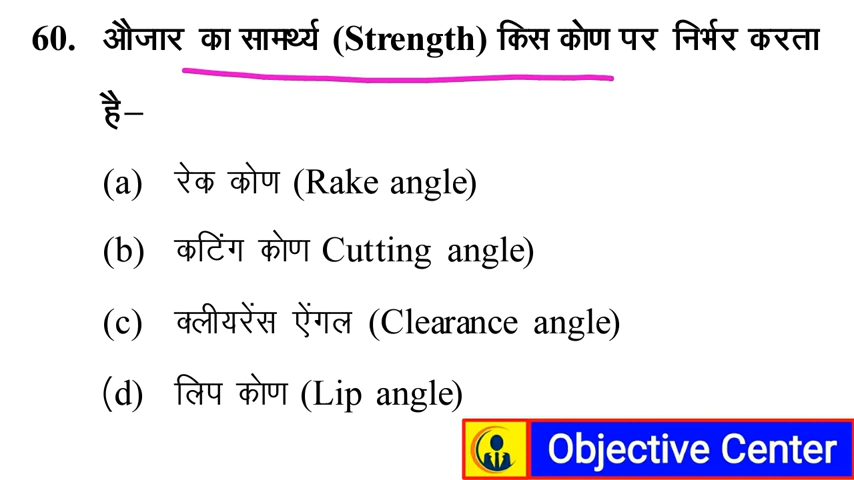 60. औजार का सामर्थ्य (Strength) किस कोण पर निर्भर करता
है–
(a) रेक कोण (Rake angle)
(b) कटिंग कोण Cutting angle)
(c) क्लीयरेंस ऐंगल (Clearance angle)
(d) लिप कोण (Lip angle)
Objective Center